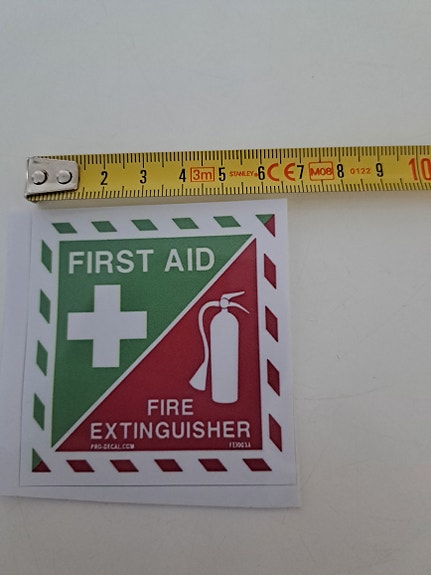 2 3 4 3m 5 STANLEY® 6 CE 7 M08 8 0122 9 10
FIRST AID
FIRE
EXTINGUISHER
PRO-DECAL.COM